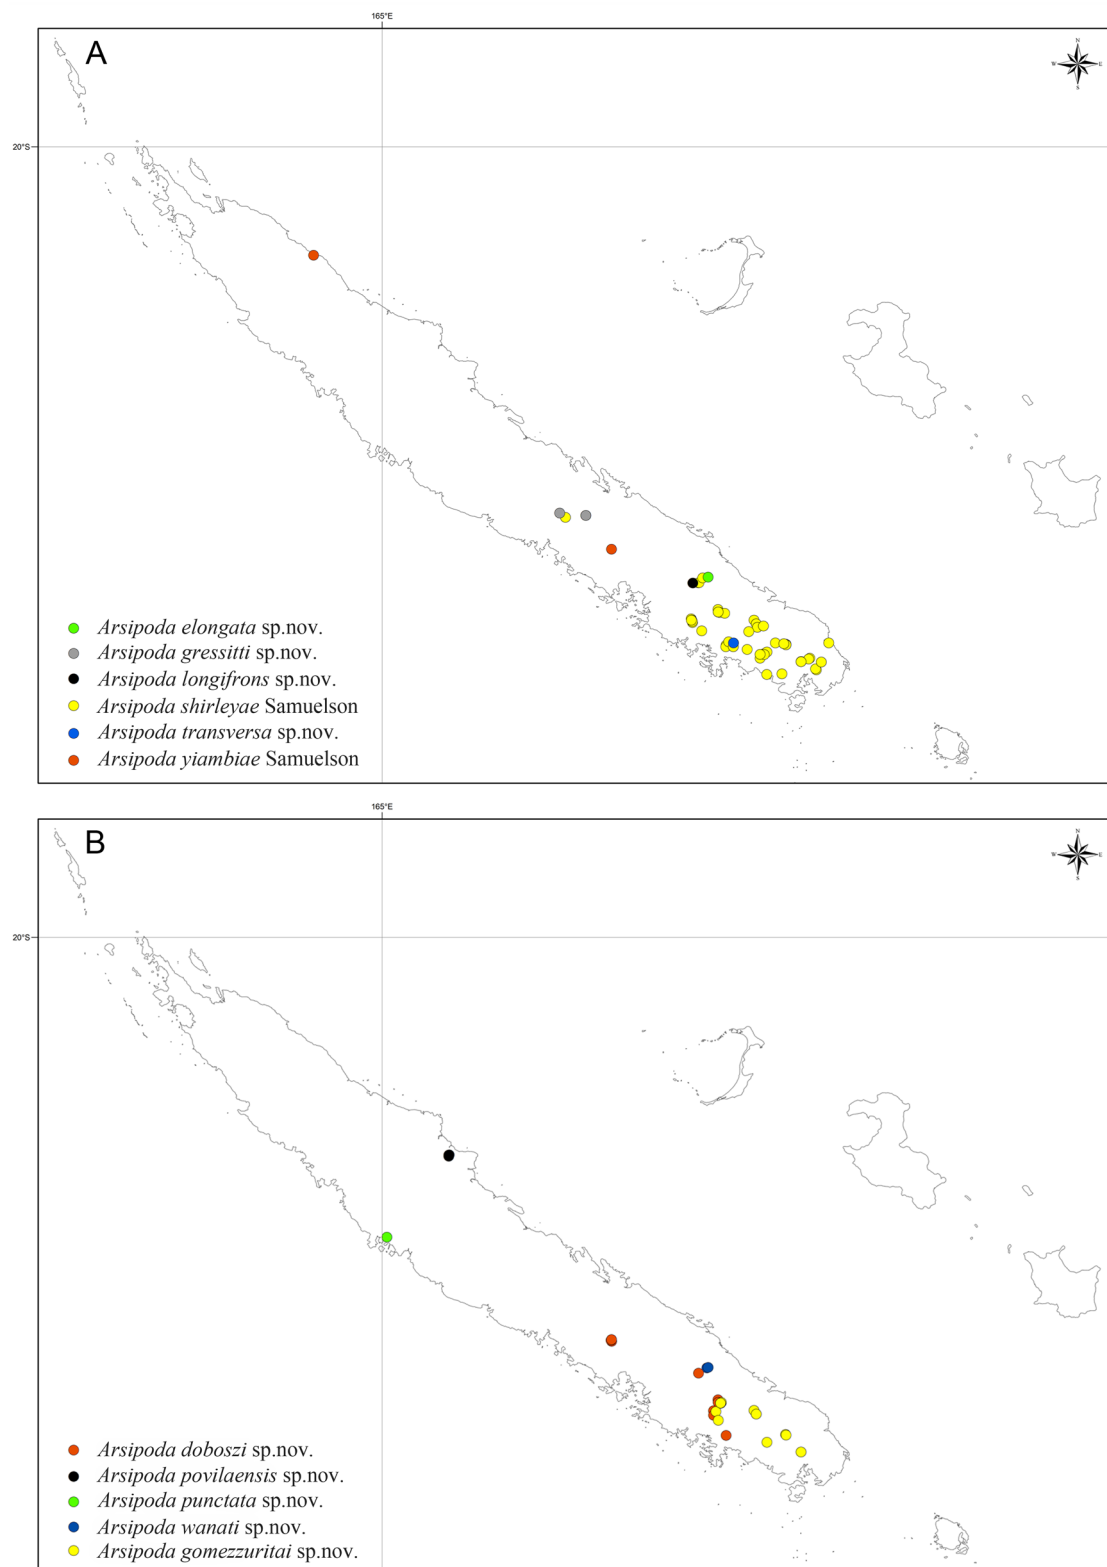 165°E
A
N
W E
S
20°S
Arsipoda elongata sp.nov.
Arsipoda gressitti sp.nov.
Arsipoda longifrons sp.nov.
Arsipoda shirleyae Samuelson
Arsipoda transversa sp.nov.
Arsipoda yiambiae Samuelson
165°E
B
N
W E
S
20°S
Arsipoda doboszi sp.nov.
Arsipoda povilaensis sp.nov.
Arsipoda punctata sp.nov.
Arsipoda wanati sp.nov.
Arsipoda gomezzuritai sp.nov.